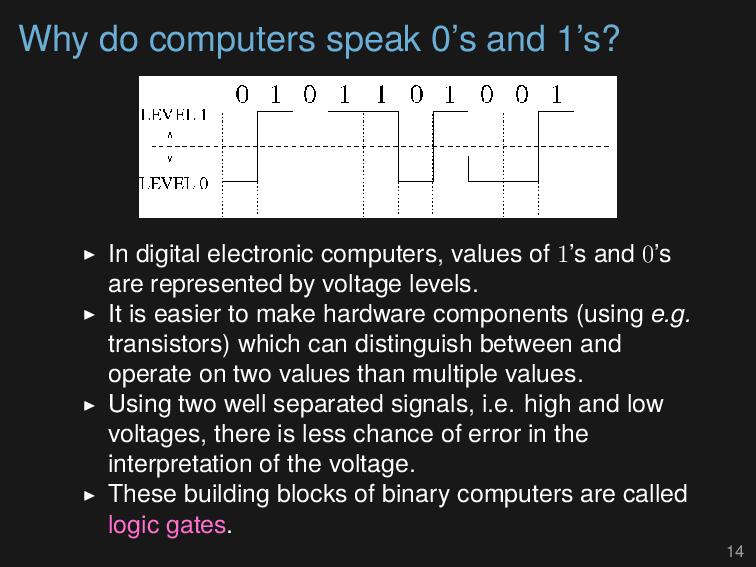 Why do computers speak 0's and 1's?
0 1 0 1 1 0 1 0 0 1
LEVEL 1
LEVEL 0
▶ In digital electronic computers, values of 1's and 0's
are represented by voltage levels.
▶ It is easier to make hardware components (using e.g.
transistors) which can distinguish between and
operate on two values than multiple values.
▶ Using two well separated signals, i.e. high and low
voltages, there is less chance of error in the
interpretation of the voltage.
▶ These building blocks of binary computers are called
logic gates.
14